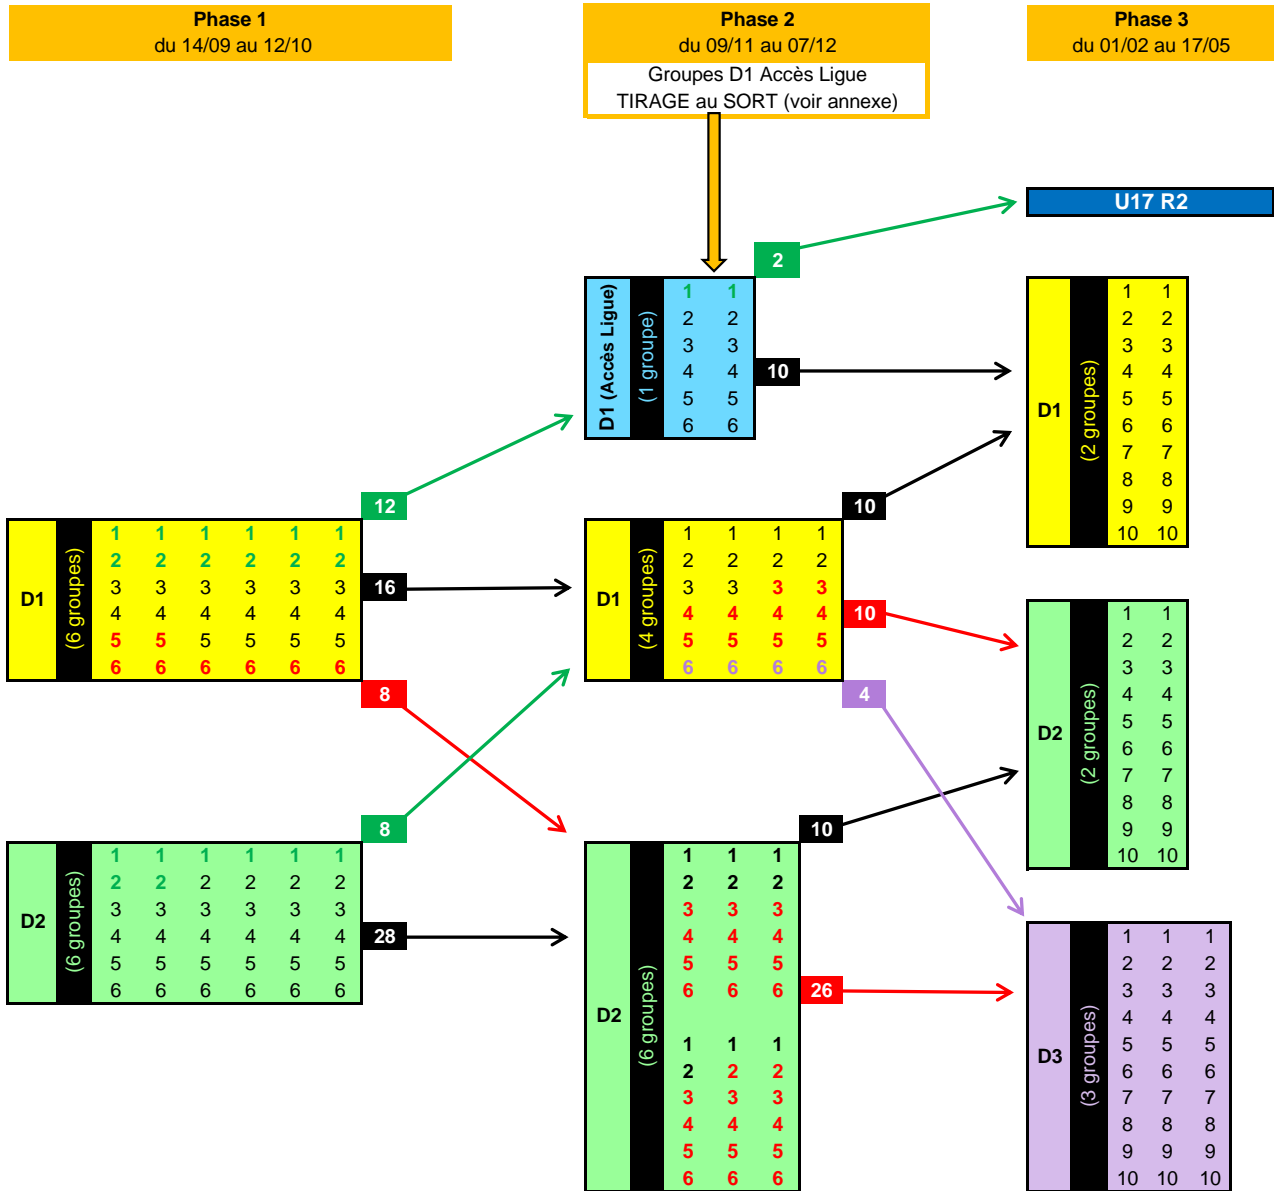 Phase 1
du 14/09 au 12/10
Phase 2
du 09/11 au 07/12
Groupes D1 Accès Ligue
TIRAGE au SORT (voir annexe)
Phase 3
du 01/02 au 17/05
U17 R2
2
D1 (Accès Ligue)
(1 groupe)
1 1
2 2
3 3
4 4
5 5
6 6
10
D1
(2 groupes)
1 1
2 2
3 3
4 4
5 5
6 6
7 7
8 8
9 9
10 10
12
D1
(6 groupes)
1 1 1 1 1 1
2 2 2 2 2 2
3 3 3 3 3 3
4 4 4 4 4 4
5 5 5 5 5 5
6 6 6 6 6 6
16
8
10
D1
(4 groupes)
1 1 1 1
2 2 2 2
3 3 3 3
4 4 4 4
5 5 5 5
6 6 6 6
10
4
D2
(2 groupes)
1 1
2 2
3 3
4 4
5 5
6 6
7 7
8 8
9 9
10 10
8
D2
(6 groupes)
1 1 1 1 1 1
2 2 2 2 2 2
3 3 3 3 3 3
4 4 4 4 4 4
5 5 5 5 5 5
6 6 6 6 6 6
28
10
D2
(6 groupes)
1 1 1
2 2 2
3 3 3
4 4 4
5 5 5
6 6 6
1 1 1
2 2 2
3 3 3
4 4 4
5 5 5
6 6 6
26
D3
(3 groupes)
1 1 1
2 2 2
3 3 3
4 4 4
5 5 5
6 6 6
7 7 7
8 8 8
9 9 9
10 10 10